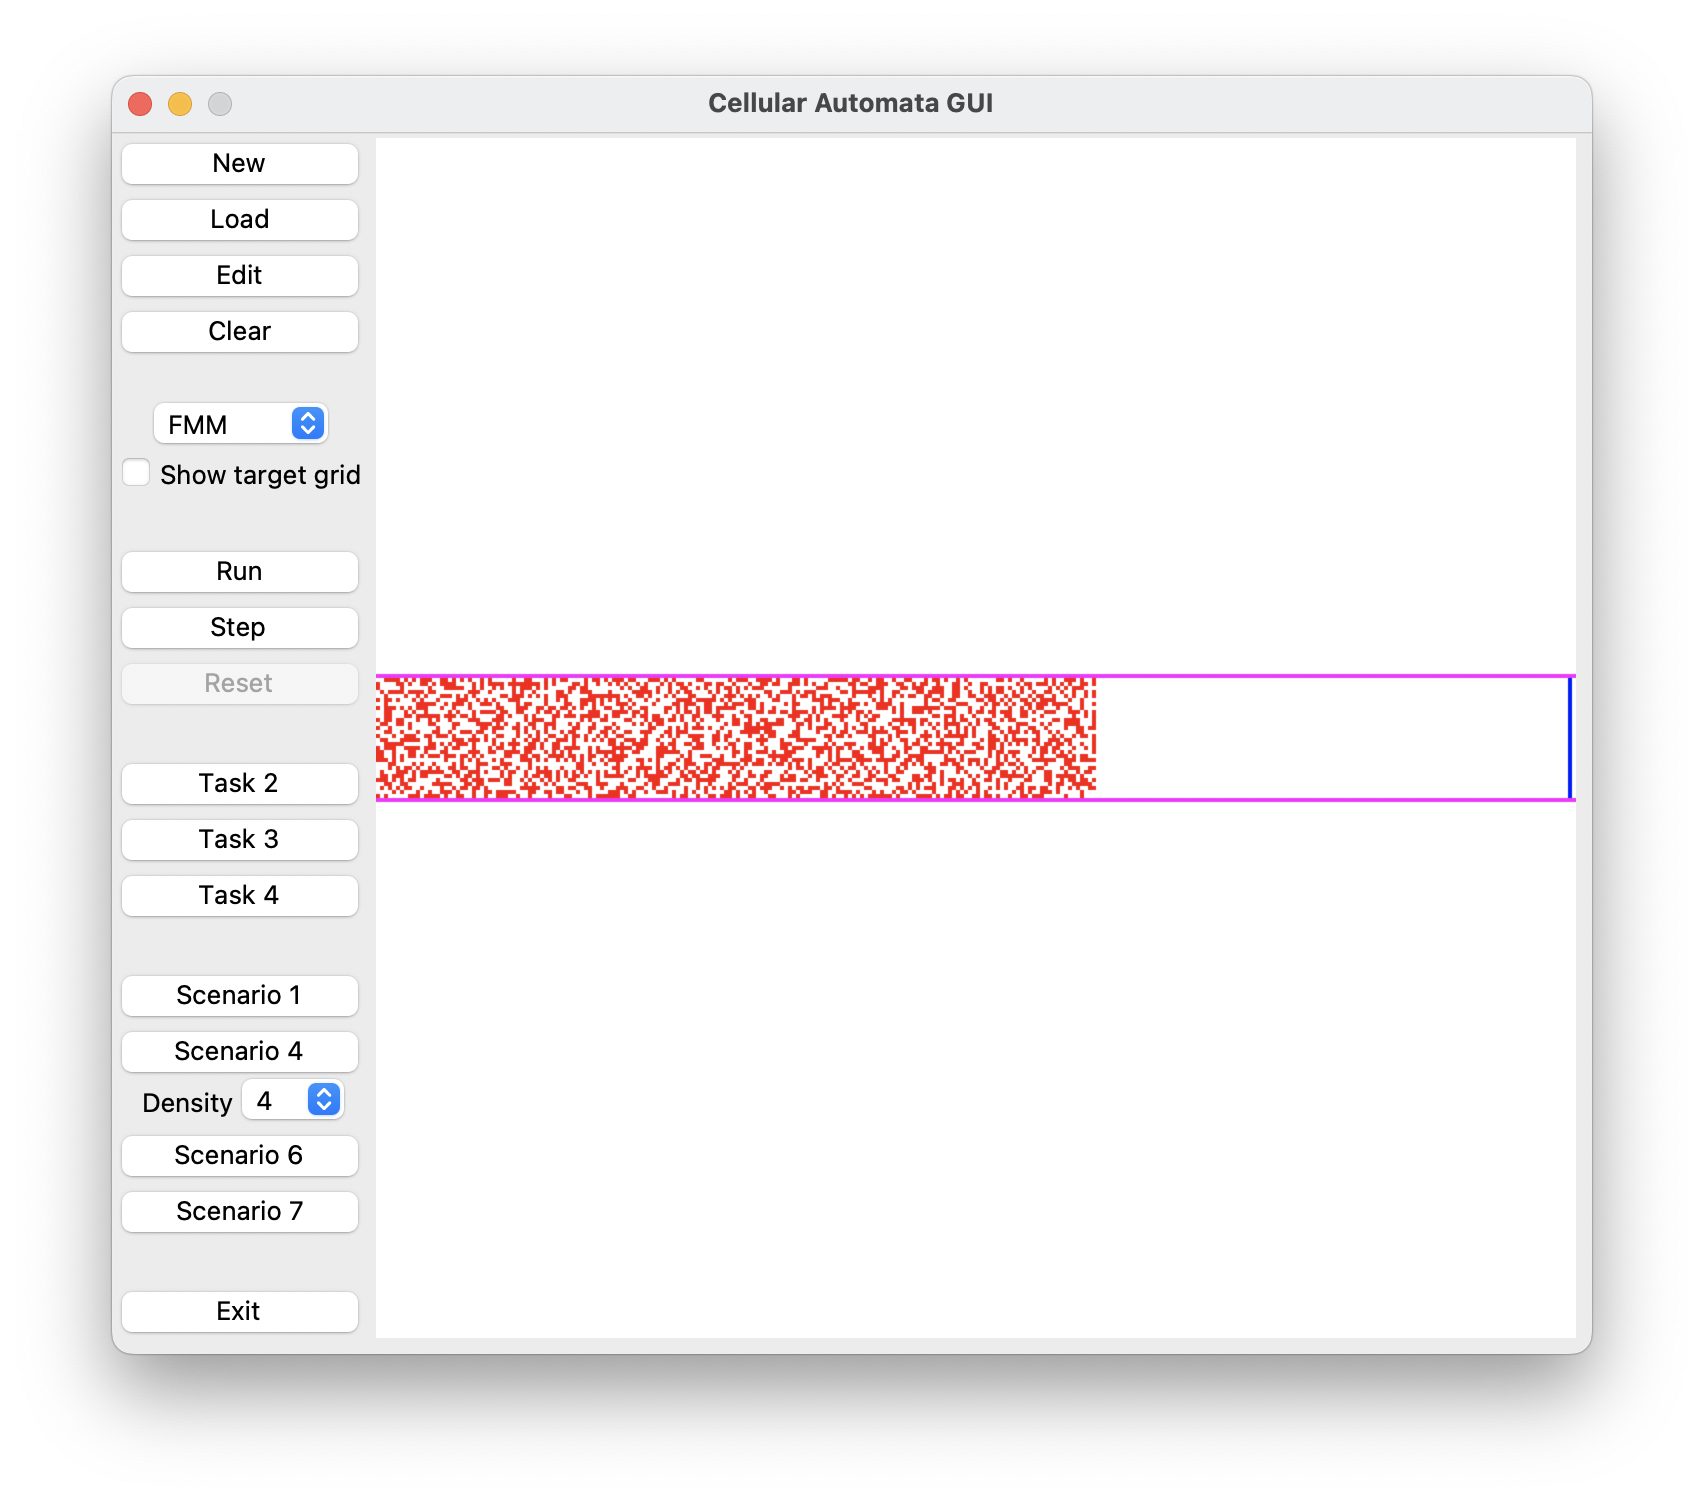 Cellular Automata GUI
New
Load
Edit
Clear
FMM
Show target grid
Run
Step
Reset
Task 2
Task 3
Task 4
Scenario 1
Scenario 4
Density 4
Scenario 6
Scenario 7
Exit